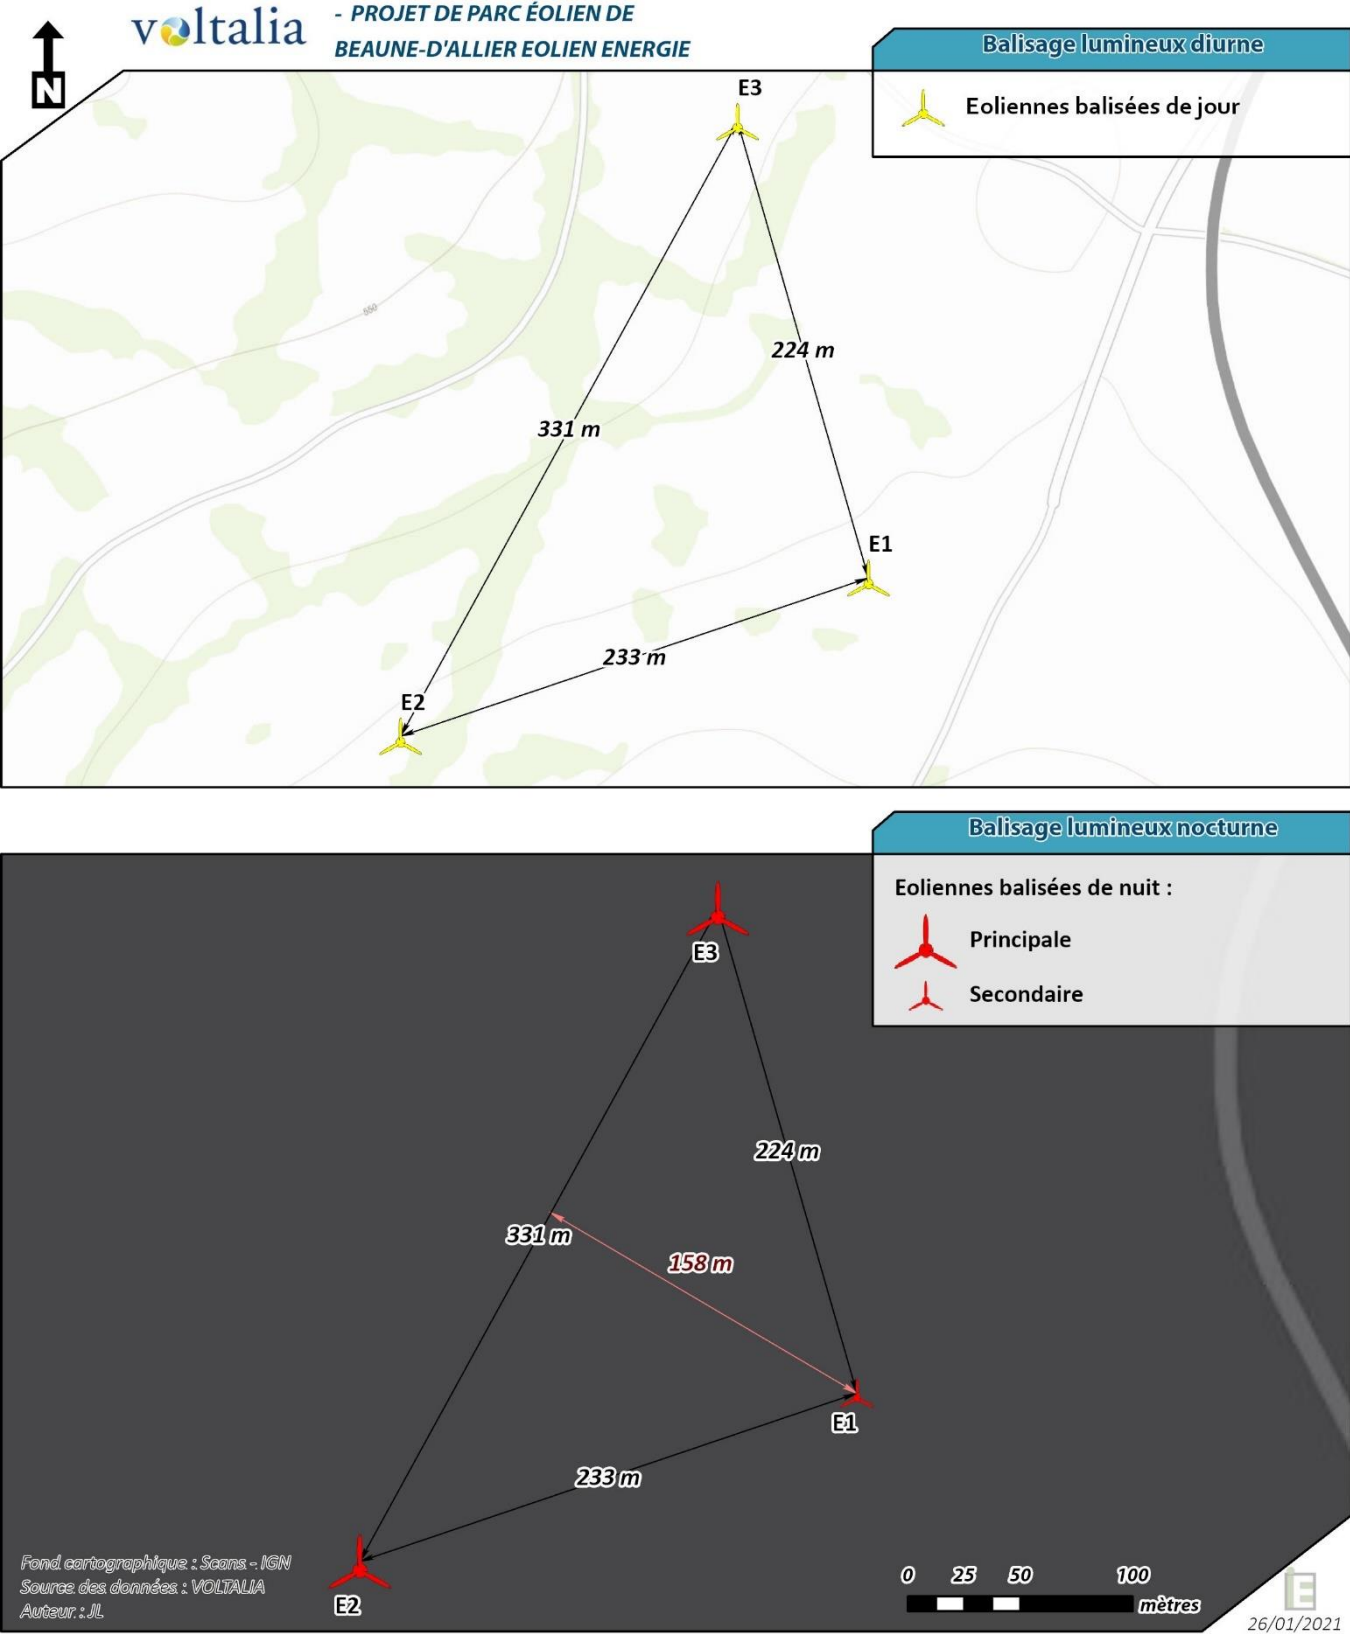 voltalia
- PROJET DE PARC ÉOLIEN DE
BEAUNE-D'ALLIER EOLIEN ENERGIE
N
Balisage lumineux diurne
Eoliennes balisées de jour
E3
550
224 m
331 m
E1
233 m
E2
Balisage lumineux nocturne
Eoliennes balisées de nuit :
Principale
Secondaire
E3
224 m
331 m
158 m
E1
233 m
E2
Fond cartographique : Scans - IGN
Source des données : VOLTALIA
Auteur : JL
0 25 50 100
mètres
iE
26/01/2021